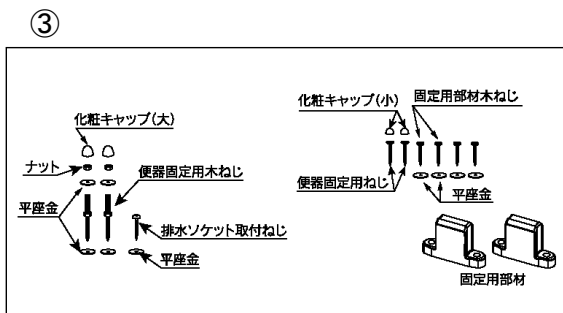 ③
化粧キャップ(大)
ナット
便器固定用木ねじ
平座金
排水ソケット取付ねじ
平座金
化粧キャップ(小)
固定用部材木ねじ
便器固定用ねじ
平座金
固定用部材